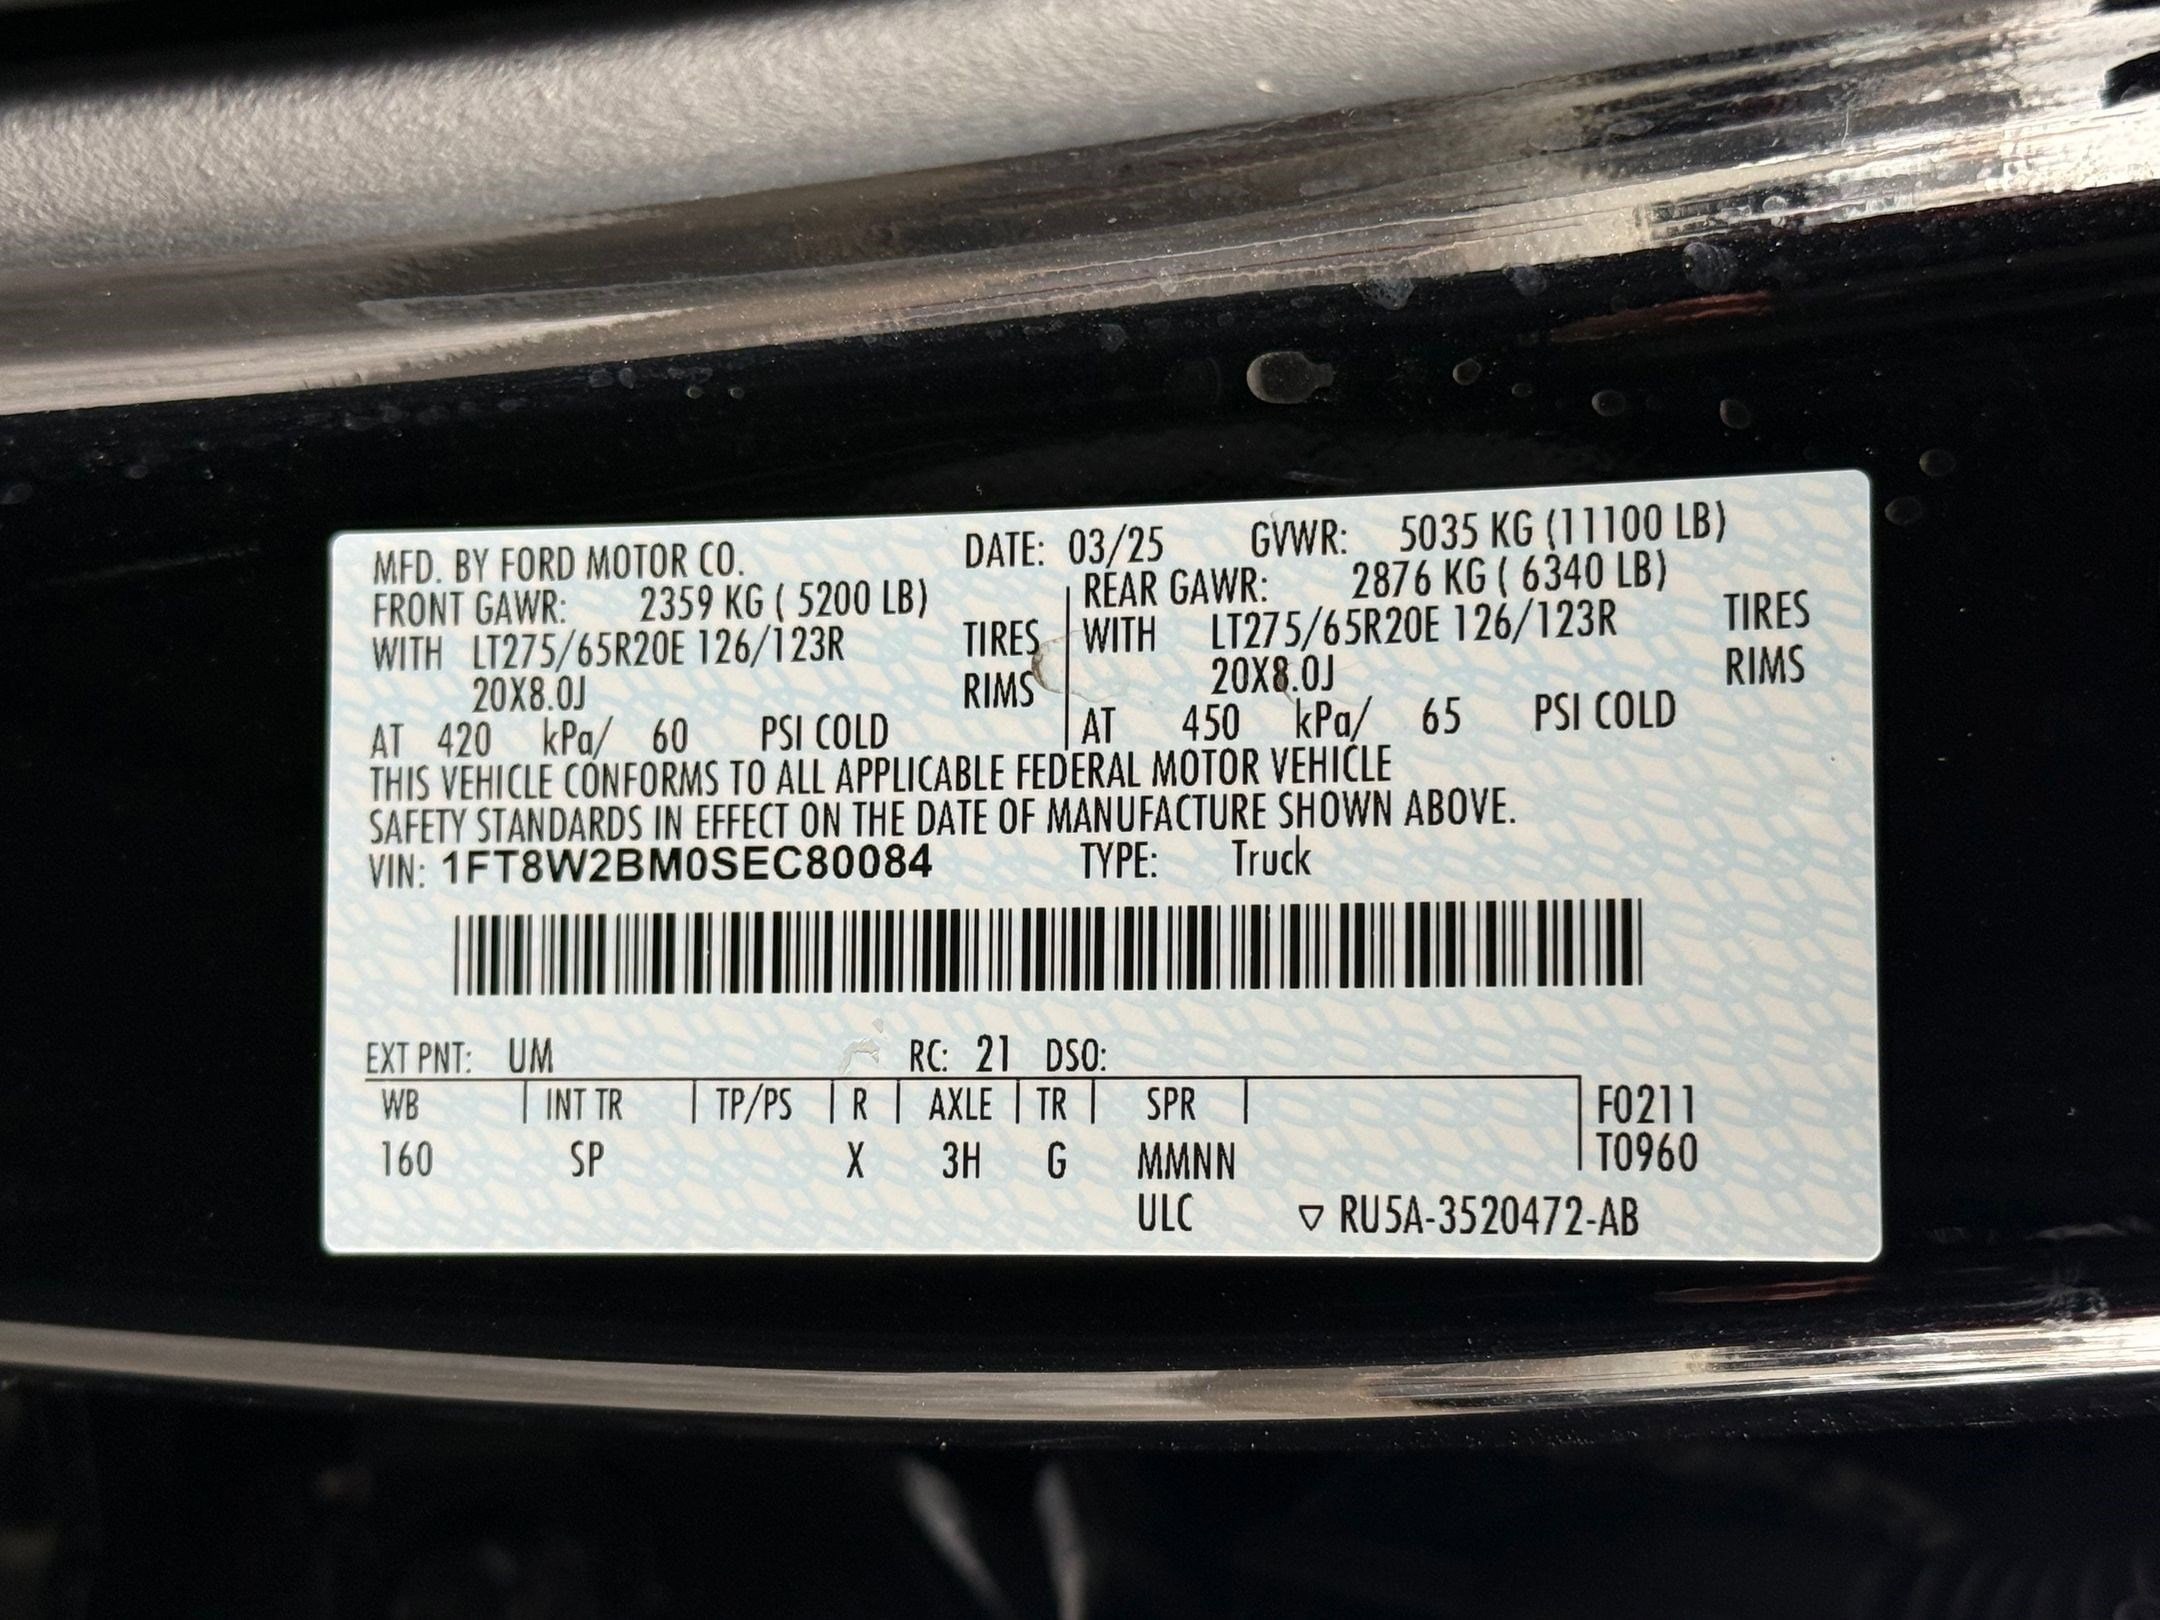 MFD. BY FORD MOTOR CO. DATE: 03/25 GVWR: 5035 KG (11100 LB)
FRONT GAWR: 2359 KG ( 5200 LB) REAR GAWR: 2876 KG ( 6340 LB)
WITH LT275/65R20E 126/123R TIRES WITH LT275/65R20E 126/123R TIRES
20X8.0J RIMS 20X8.0J RIMS
AT 420 kPa/ 60 PSI COLD AT 450 kPa/ 65 PSI COLD
THIS VEHICLE CONFORMS TO ALL APPLICABLE FEDERAL MOTOR VEHICLE
SAFETY STANDARDS IN EFFECT ON THE DATE OF MANUFACTURE SHOWN ABOVE.
VIN: 1FT8W2BM0SEC80084 TYPE: Truck
EXT PNT: UM RC: 21 DSO:
WB INT TR TP/PS R AXLE TR SPR F0211
160 SP X 3H G MMNN T0960
ULC ▽ RU5A-3520472-AB